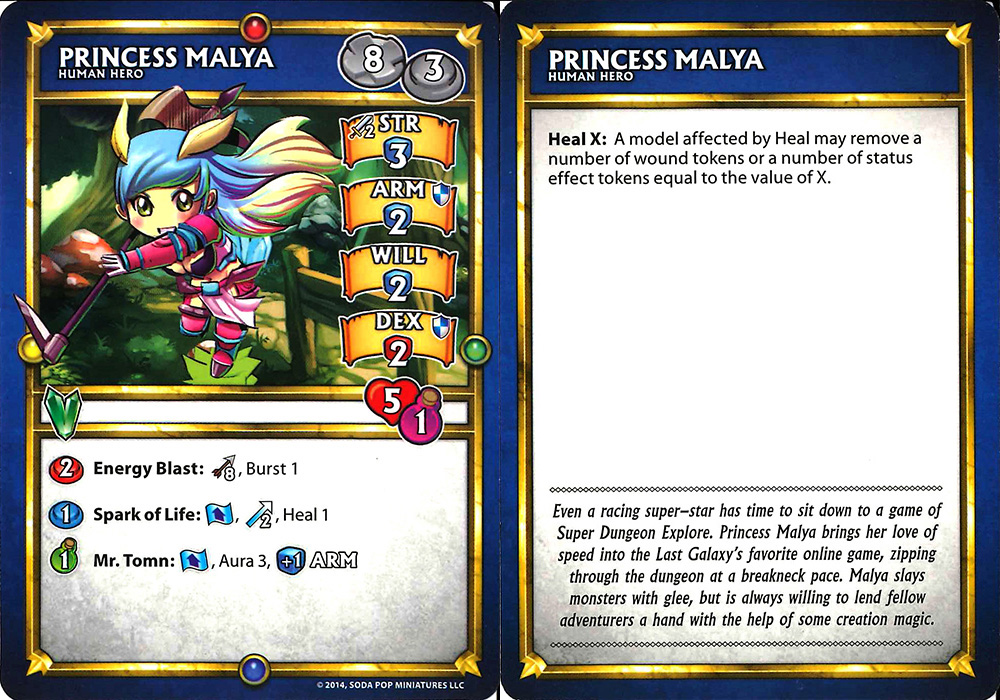 PRINCESS MALYA
HUMAN HERO
8
3
2 STR
3
ARM
2
WILL
2
DEX
2
5
1
2 Energy Blast: 8, Burst 1
1 Spark of Life: , 2, Heal 1
1 Mr. Tomn: , Aura 3, +1 ARM
© 2014, SODA POP MINIATURES LLC
PRINCESS MALYA
HUMAN HERO
Heal X: A model affected by Heal may remove a
number of wound tokens or a number of status
effect tokens equal to the value of X.
Even a racing super–star has time to sit down to a game of
Super Dungeon Explore. Princess Malya brings her love of
speed into the Last Galaxy's favorite online game, zipping
through the dungeon at a breakneck pace. Malya slays
monsters with glee, but is always willing to lend fellow
adventurers a hand with the help of some creation magic.